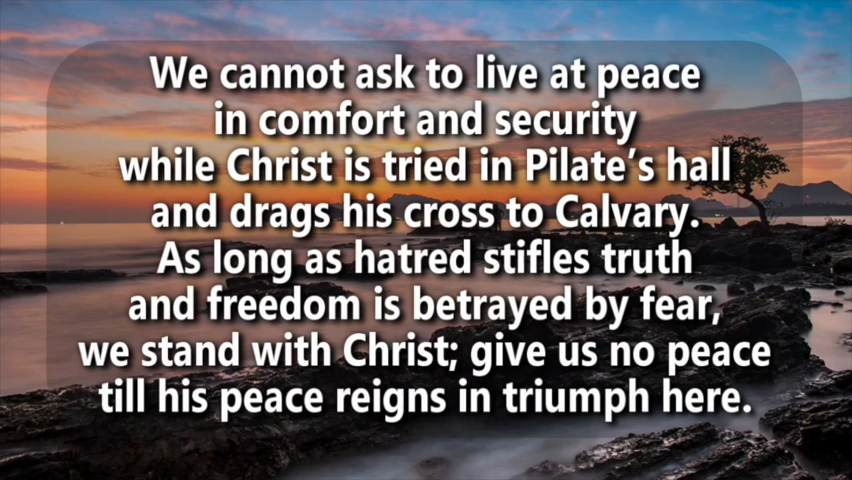 We cannot ask to live at peace
in comfort and security
while Christ is tried in Pilate’s hall
and drags his cross to Calvary.
As long as hatred stifles truth
and freedom is betrayed by fear,
we stand with Christ; give us no peace
till his peace reigns in triumph here.